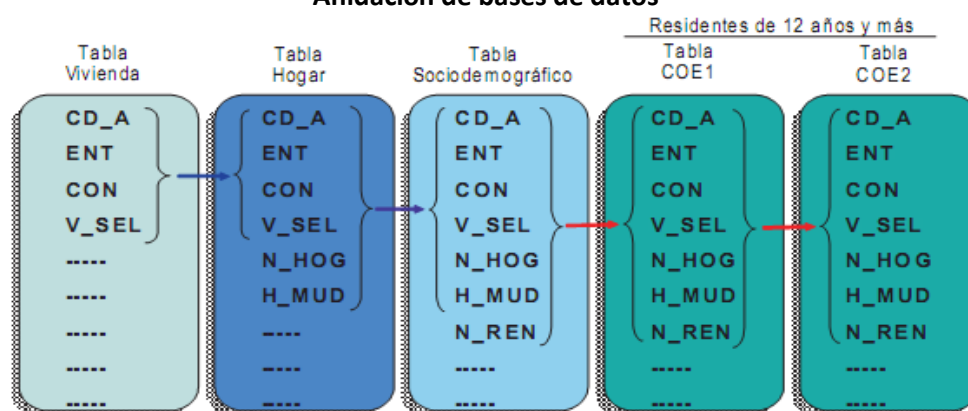 Anidación de bases de datos
Residentes de 12 años y más
Tabla
Vivienda
Tabla
Hogar
Tabla
Sociodemográfico
Tabla
COE1
Tabla
COE2
CD_A
ENT
CON
V_SEL
-----
-----
-----
-----
-----
CD_A
ENT
CON
V_SEL
N_HOG
H_MUD
-----
-----
-----
CD_A
ENT
CON
V_SEL
N_HOG
H_MUD
N_REN
-----
-----
CD_A
ENT
CON
V_SEL
N_HOG
H_MUD
N_REN
-----
-----
CD_A
ENT
CON
V_SEL
N_HOG
H_MUD
N_REN
-----
-----